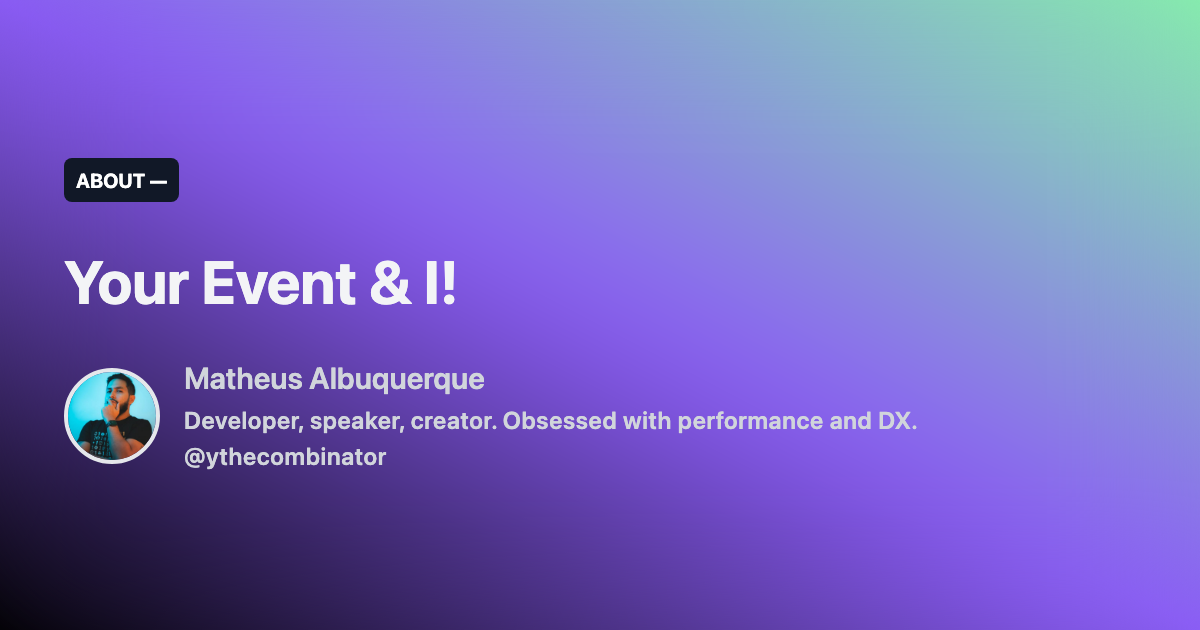 ABOUT —
Your Event & I!
Matheus Albuquerque
Developer, speaker, creator. Obsessed with performance and DX.
@ythecombinator